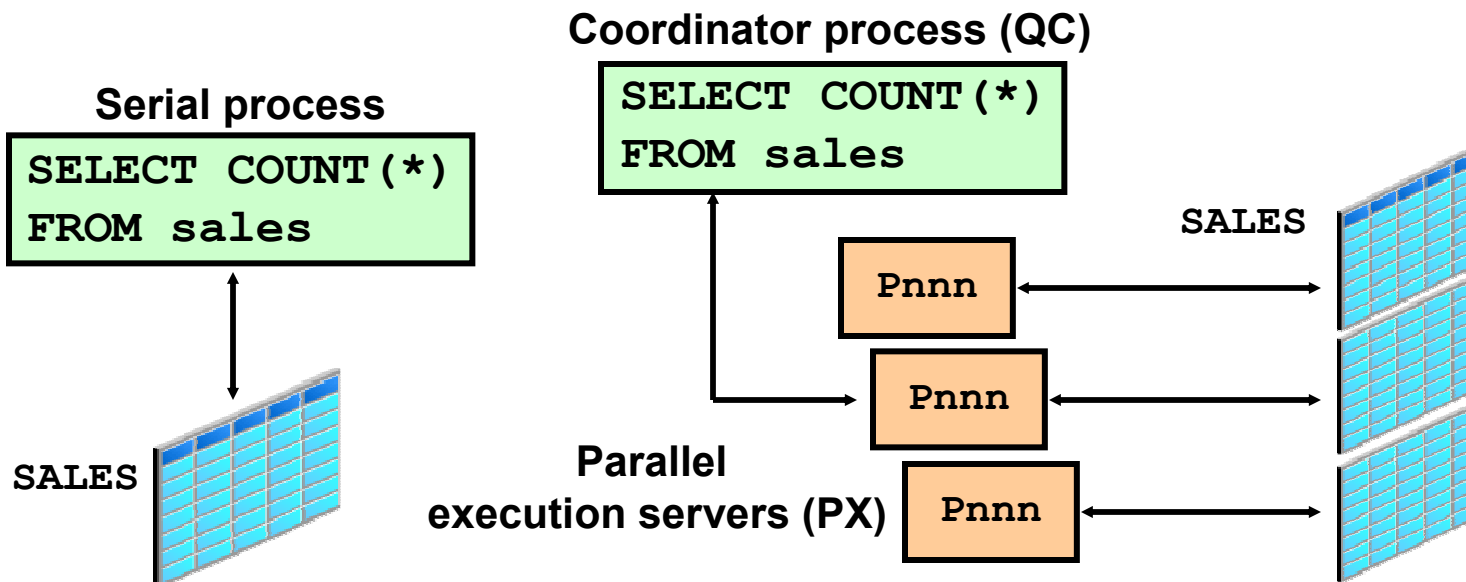 Serial process
SELECT COUNT(*)
FROM sales
SALES
Coordinator process (QC)
SELECT COUNT(*)
FROM sales
SALES
Pnnn
Pnnn
Pnnn
Parallel
execution servers (PX)